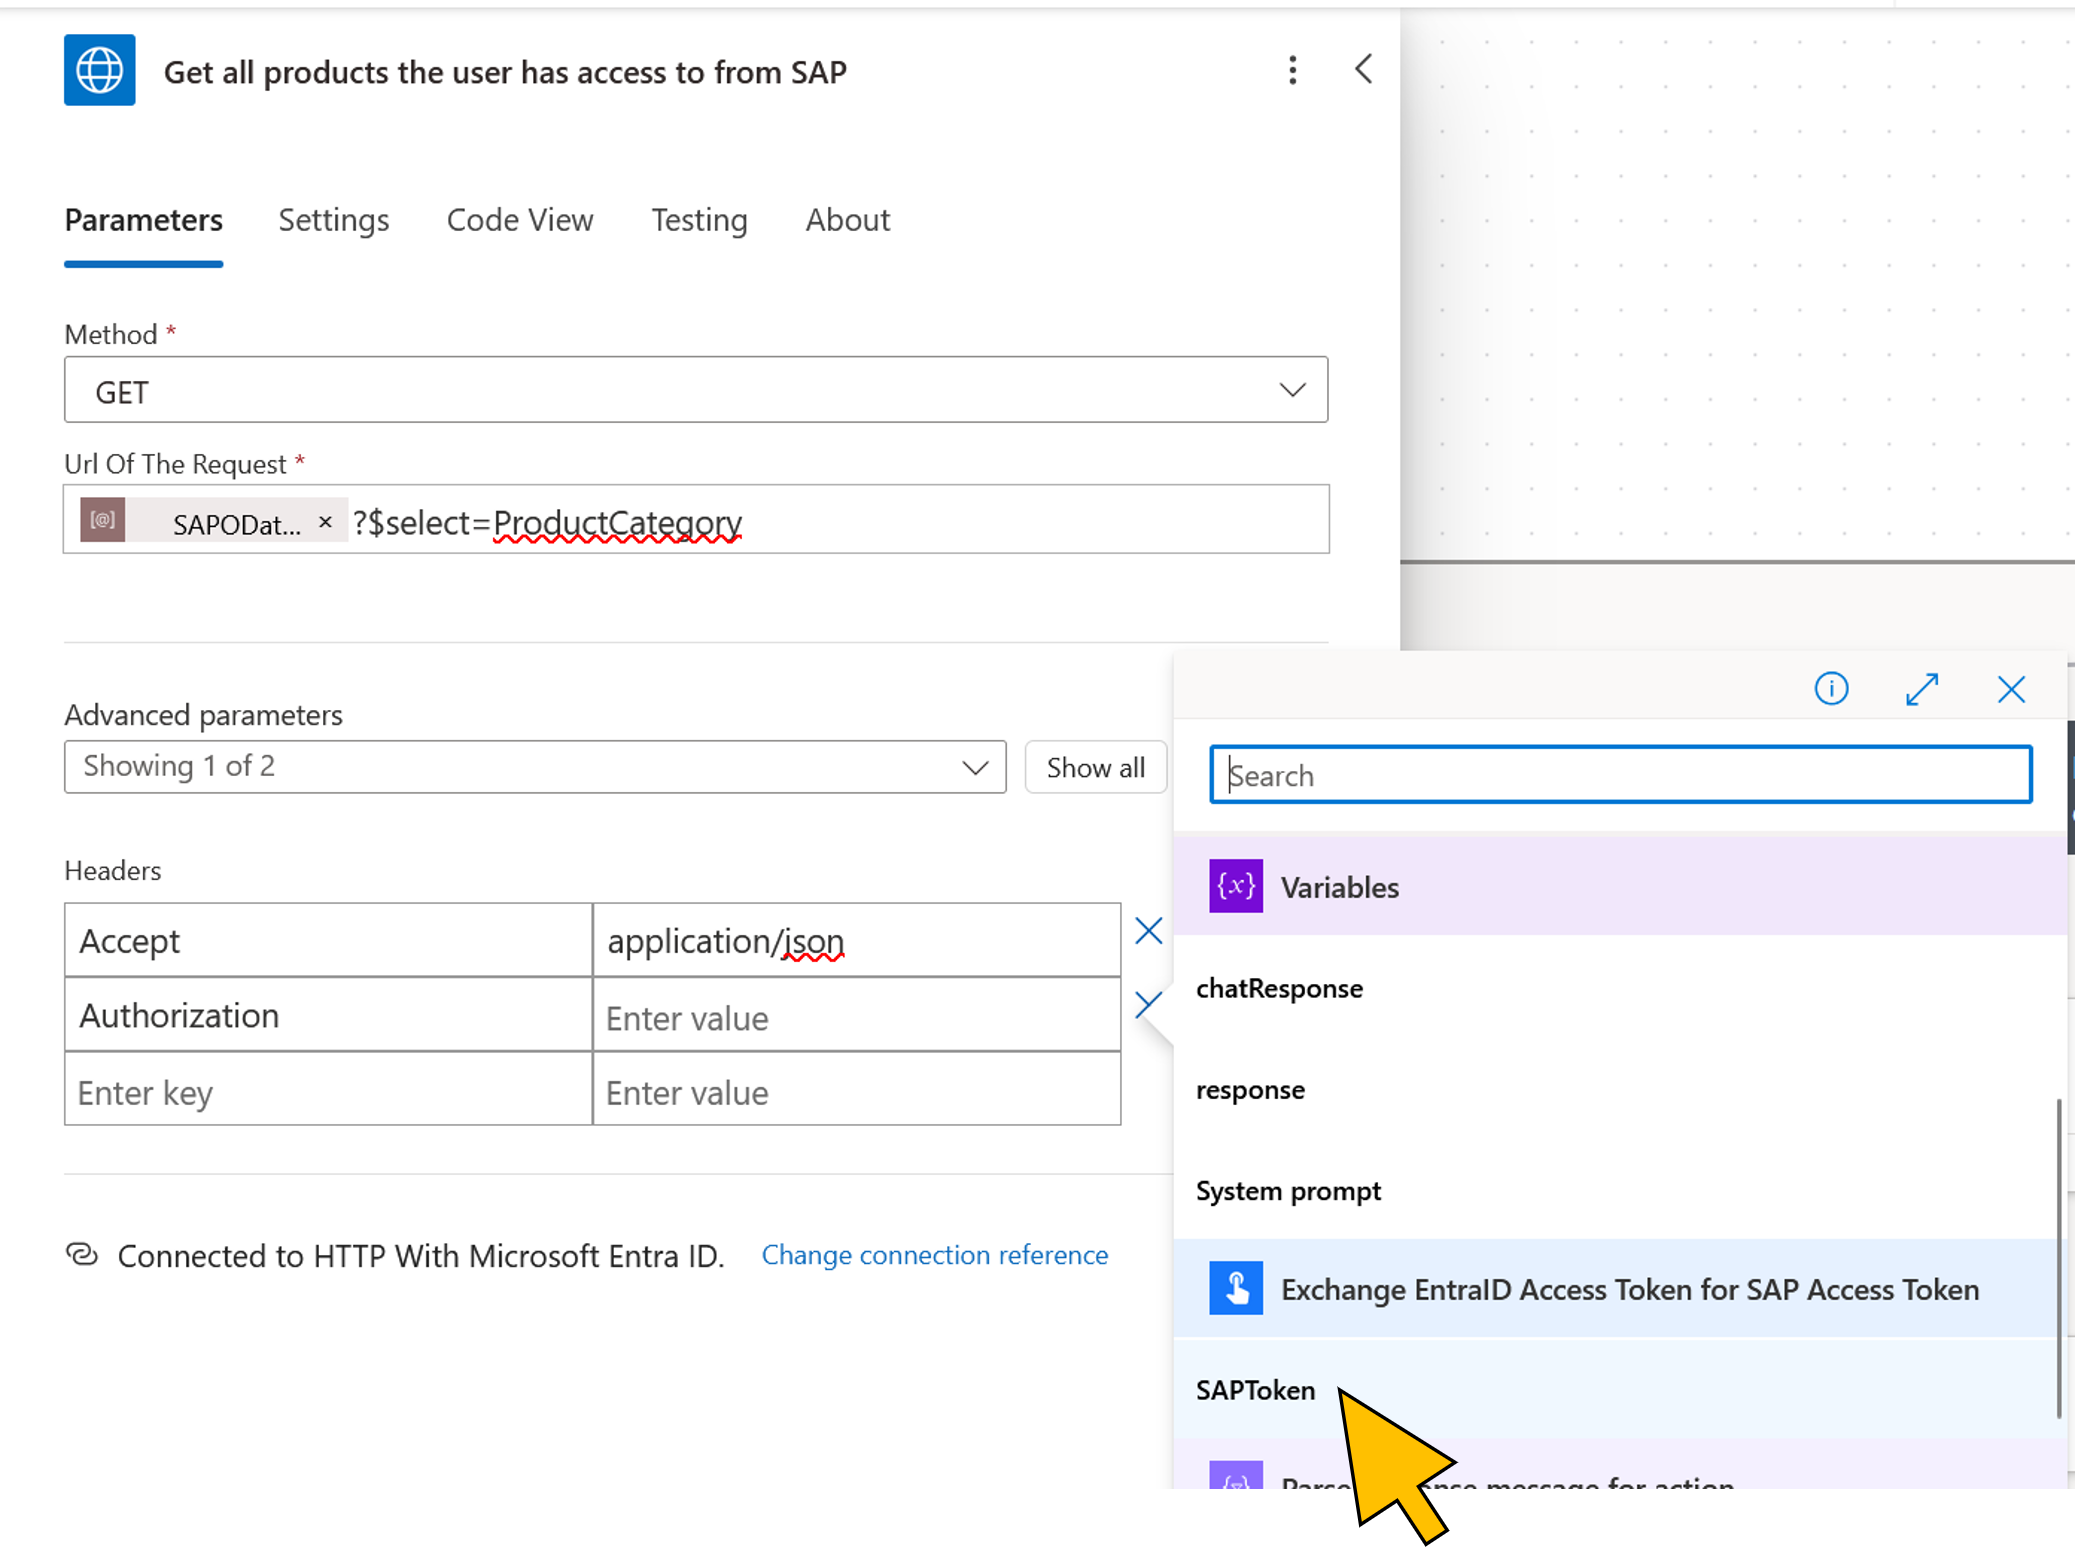 Get all products the user has access to from SAP
Parameters Settings Code View Testing About
Method *
GET
Url Of The Request *
[@] SAPODat... × ?$select=ProductCategory
Advanced parameters
Showing 1 of 2 Show all
Search
Headers
Accept application/json
Authorization Enter value
Enter key Enter value
Connected to HTTP With Microsoft Entra ID. Change connection reference
{x} Variables
chatResponse
response
System prompt
Exchange EntraID Access Token for SAP Access Token
SAPToken
message for action